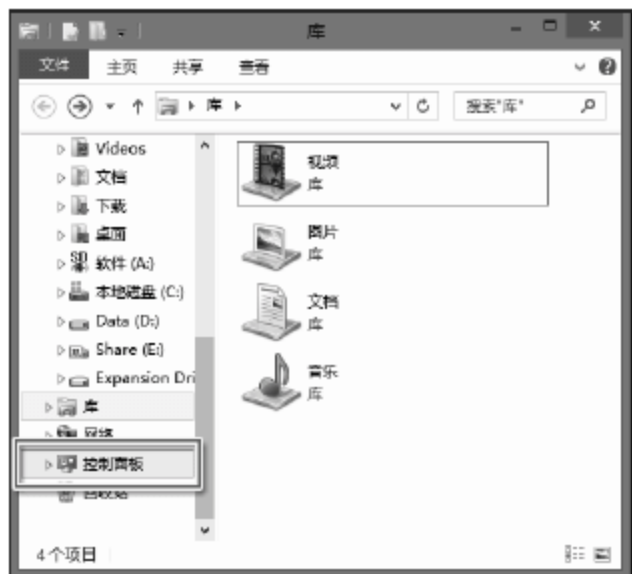 库
文件 主页 共享 查看
库
搜索"库"
Videos
文档
下载
桌面
软件 (A:)
本地磁盘 (C:)
Data (D:)
Share (E:)
Expansion Dri
库
网络
控制面板
回收站
视频
库
图片
库
文档
库
音乐
库
4 个项目